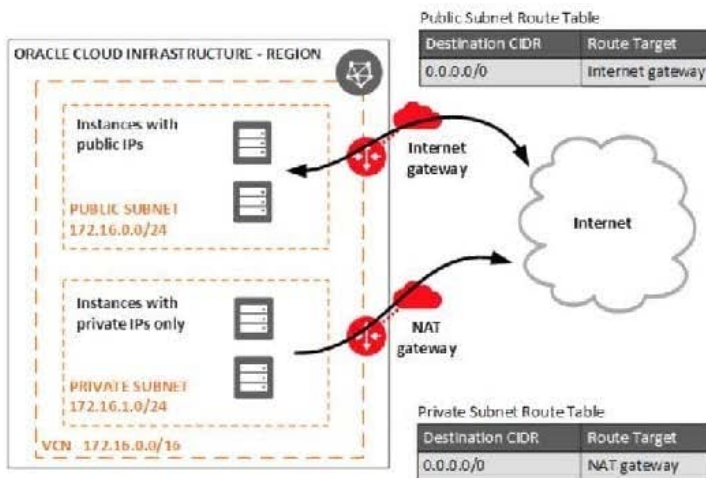 Public Subnet Route Table
Destination CIDR Route Target
0.0.0.0/0 Internet gateway
ORACLE CLOUD INFRASTRUCTURE - REGION
Instances with
public IPs
PUBLIC SUBNET
172.16.0.0/24
Internet
gateway
Internet
Instances with
private IPs only
PRIVATE SUBNET
172.16.1.0/24
NAT
gateway
VCN 172.16.0.0/16
Private Subnet Route Table
Destination CIDR Route Target
0.0.0.0/0 NAT gateway